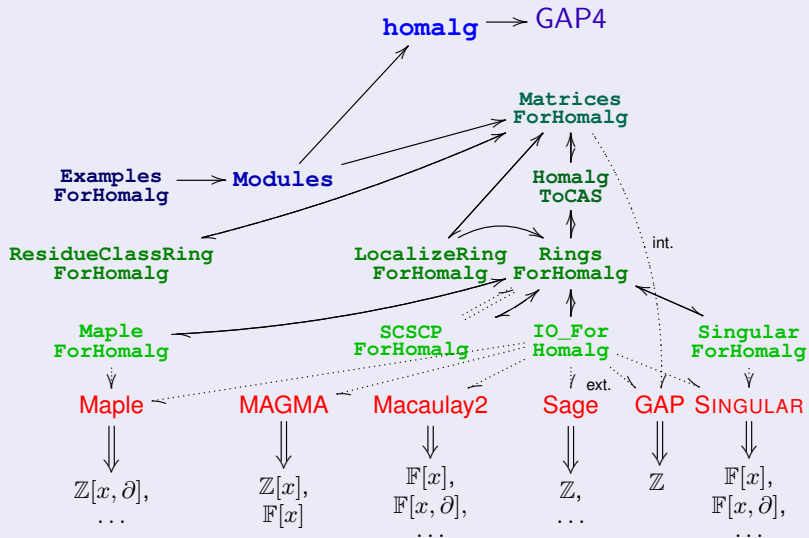 homalg GAP4
Matrices
ForHomalg
Examples
ForHomalg
Modules
Homalg
ToCAS
ResidueClassRing
ForHomalg
LocalizeRing
ForHomalg
Rings
ForHomalg
int.
Maple
ForHomalg
SCSCP
ForHomalg
IO_For
Homalg
Singular
ForHomalg
ext.
Maple MAGMA Macaulay2 Sage GAP SINGULAR
ℤ[x, ∂],
...
ℤ[x],
𝔽[x]
𝔽[x],
𝔽[x, ∂],
...
ℤ,
...
ℤ
𝔽[x],
𝔽[x, ∂],
...